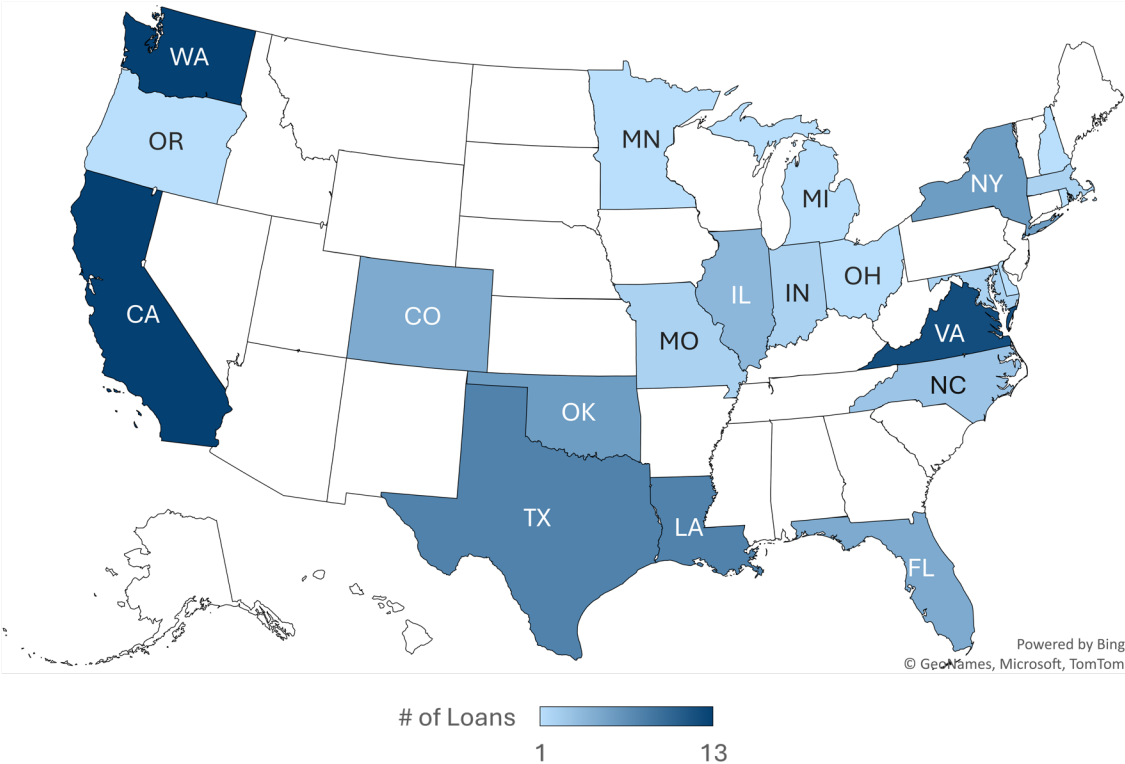 WA
OR
MN
NY
MI
OH
IL
IN
CO
CA
MO
VA
NC
OK
TX
LA
FL
Powered by Bing
© GeoNames, Microsoft, TomTom
# of Loans
1
13